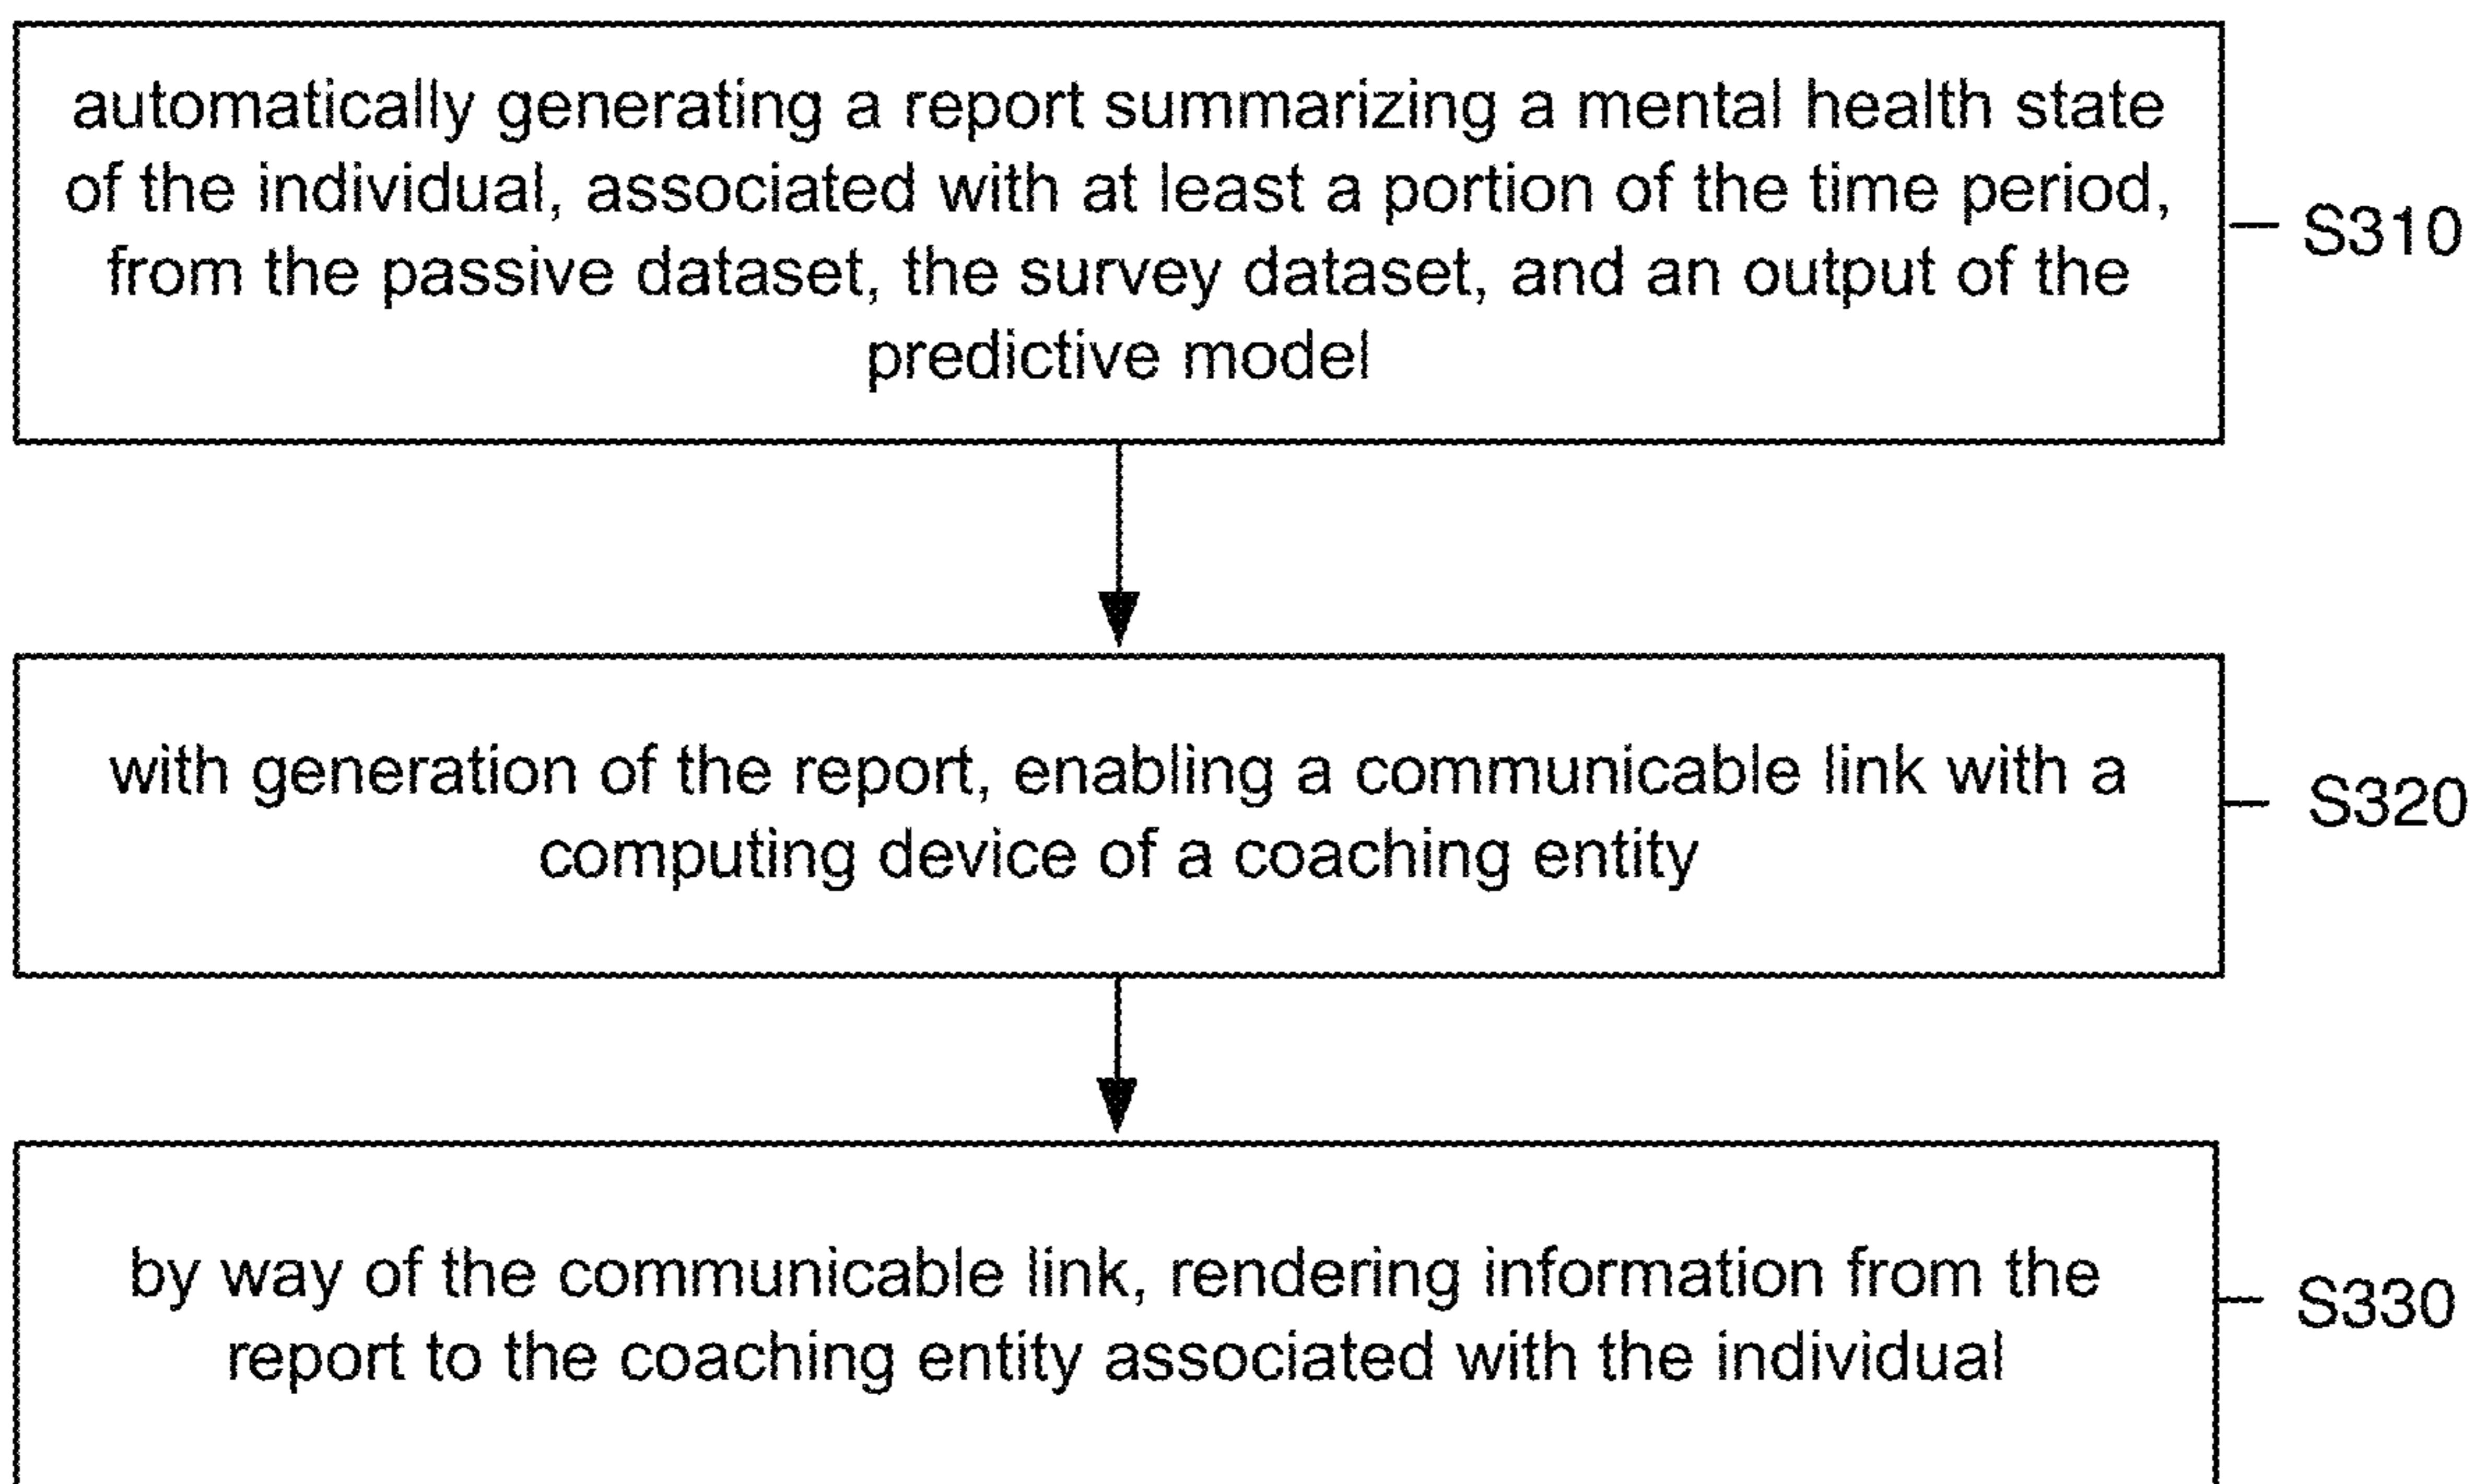 automatically generating a report summarizing a mental health state
of the individual, associated with at least a portion of the time period,
from the passive dataset, the survey dataset, and an output of the
predictive model
S310
with generation of the report, enabling a communicable link with a
computing device of a coaching entity
S320
by way of the communicable link, rendering information from the
report to the coaching entity associated with the individual
S330